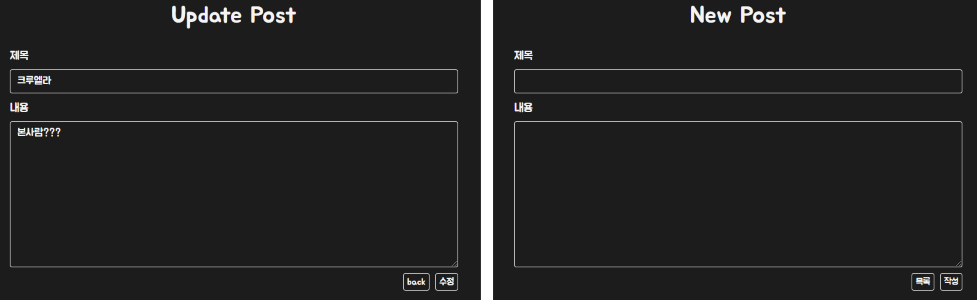 Update Post
제목
크루엘라
내용
본사람???
back 수정
New Post
제목
내용
목록 작성